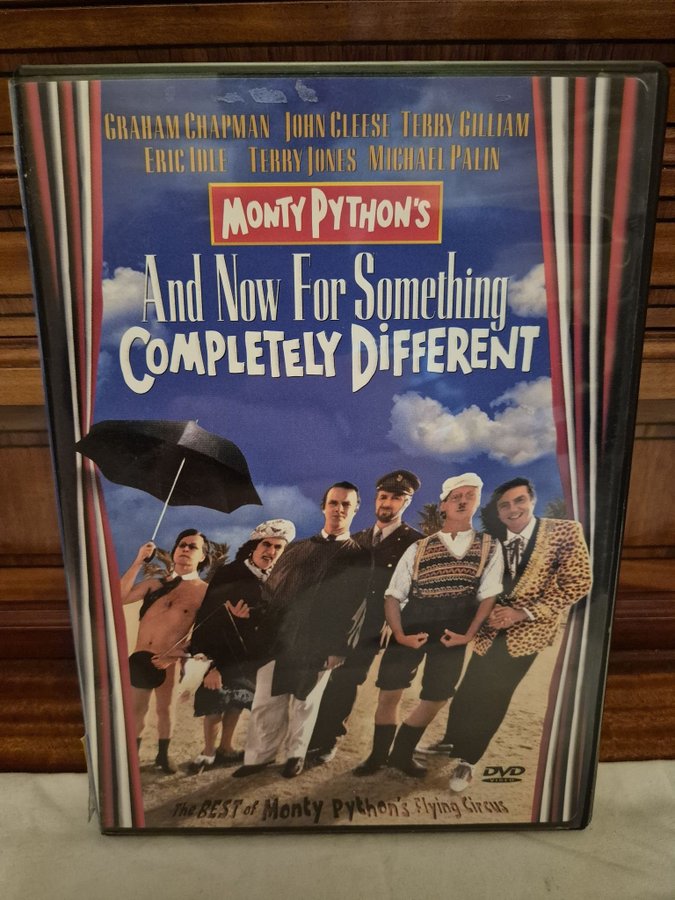 GRAHAM CHAPMAN JOHN CLEESE TERRY GILLIAM
ERIC IDLE TERRY JONES MICHAEL PALIN
MONTY PYTHON'S
And Now For Something
COMPLETELY DIFFERENT
DVD
VIDEO
The BEST of Monty Python's Flying Circus